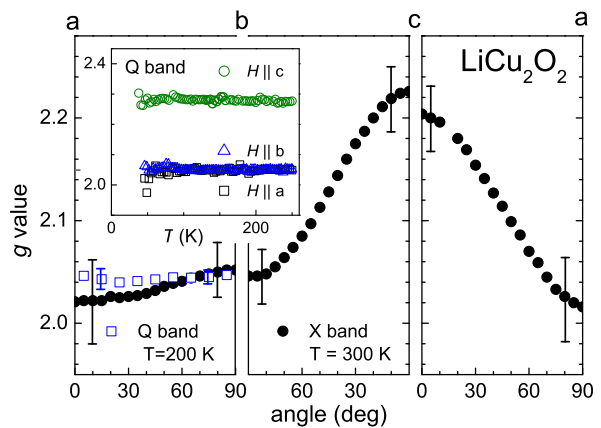 a b c a
LiCu₂O₂
2.4
Q band
H || c
H || b
H || a
2.0
100 200
T (K)
2.2
2.1
2.0
g value
Q band
T=200 K
X band
T = 300 K
0 30 60 90 60 30 0 30 60 90
angle (deg)